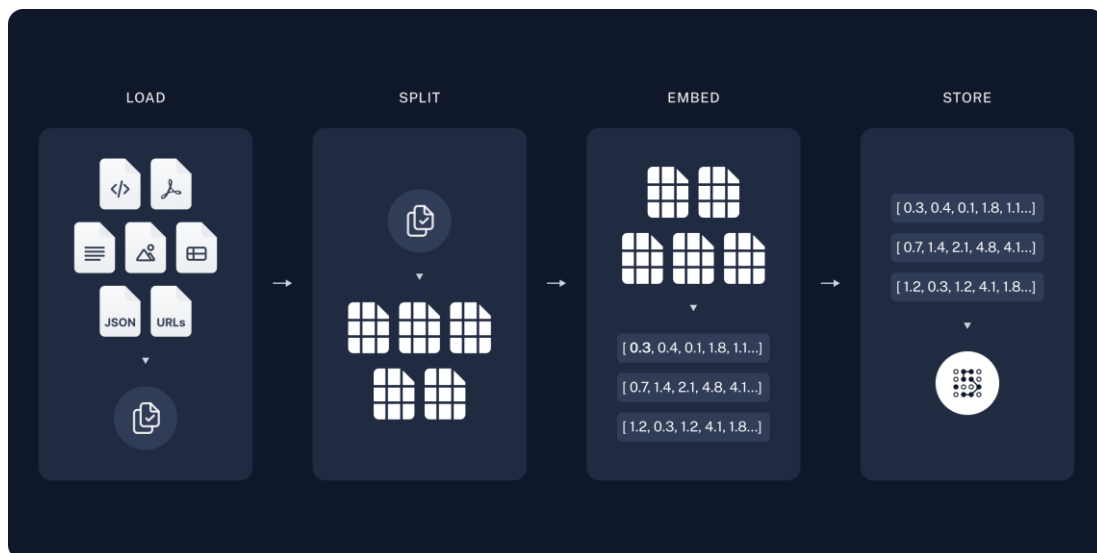 LOAD
SPLIT
EMBED
STORE
</>
JSON
URLs
[ 0.3, 0.4, 0.1, 1.8, 1.1...]
[ 0.7, 1.4, 2.1, 4.8, 4.1...]
[ 1.2, 0.3, 1.2, 4.1, 1.8...]
[ 0.3, 0.4, 0.1, 1.8, 1.1...]
[ 0.7, 1.4, 2.1, 4.8, 4.1...]
[ 1.2, 0.3, 1.2, 4.1, 1.8...]